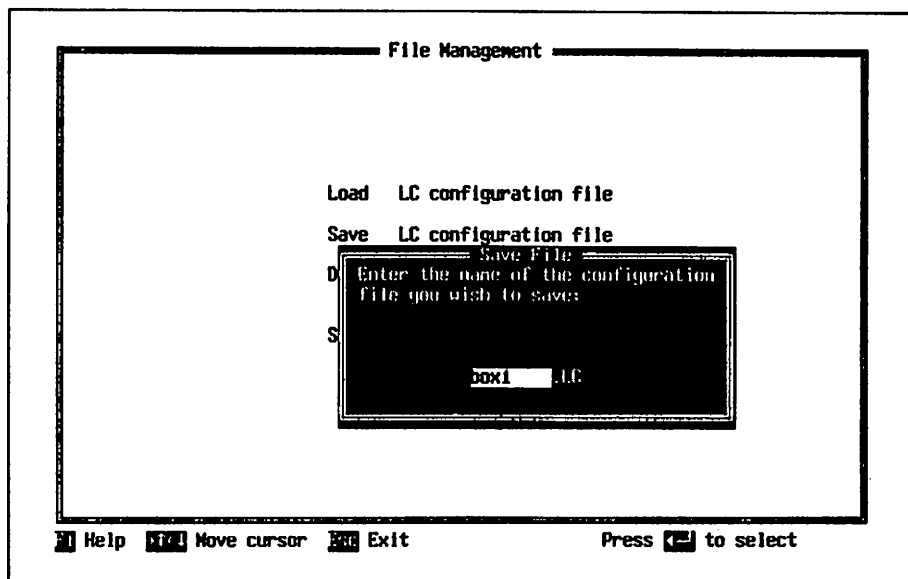 File Management
Load LC configuration file
Save LC configuration file
D
S
Save File
Enter the name of the configuration
file you wish to save:
box1 .LC
F1 Help Move cursor Exit Press to select